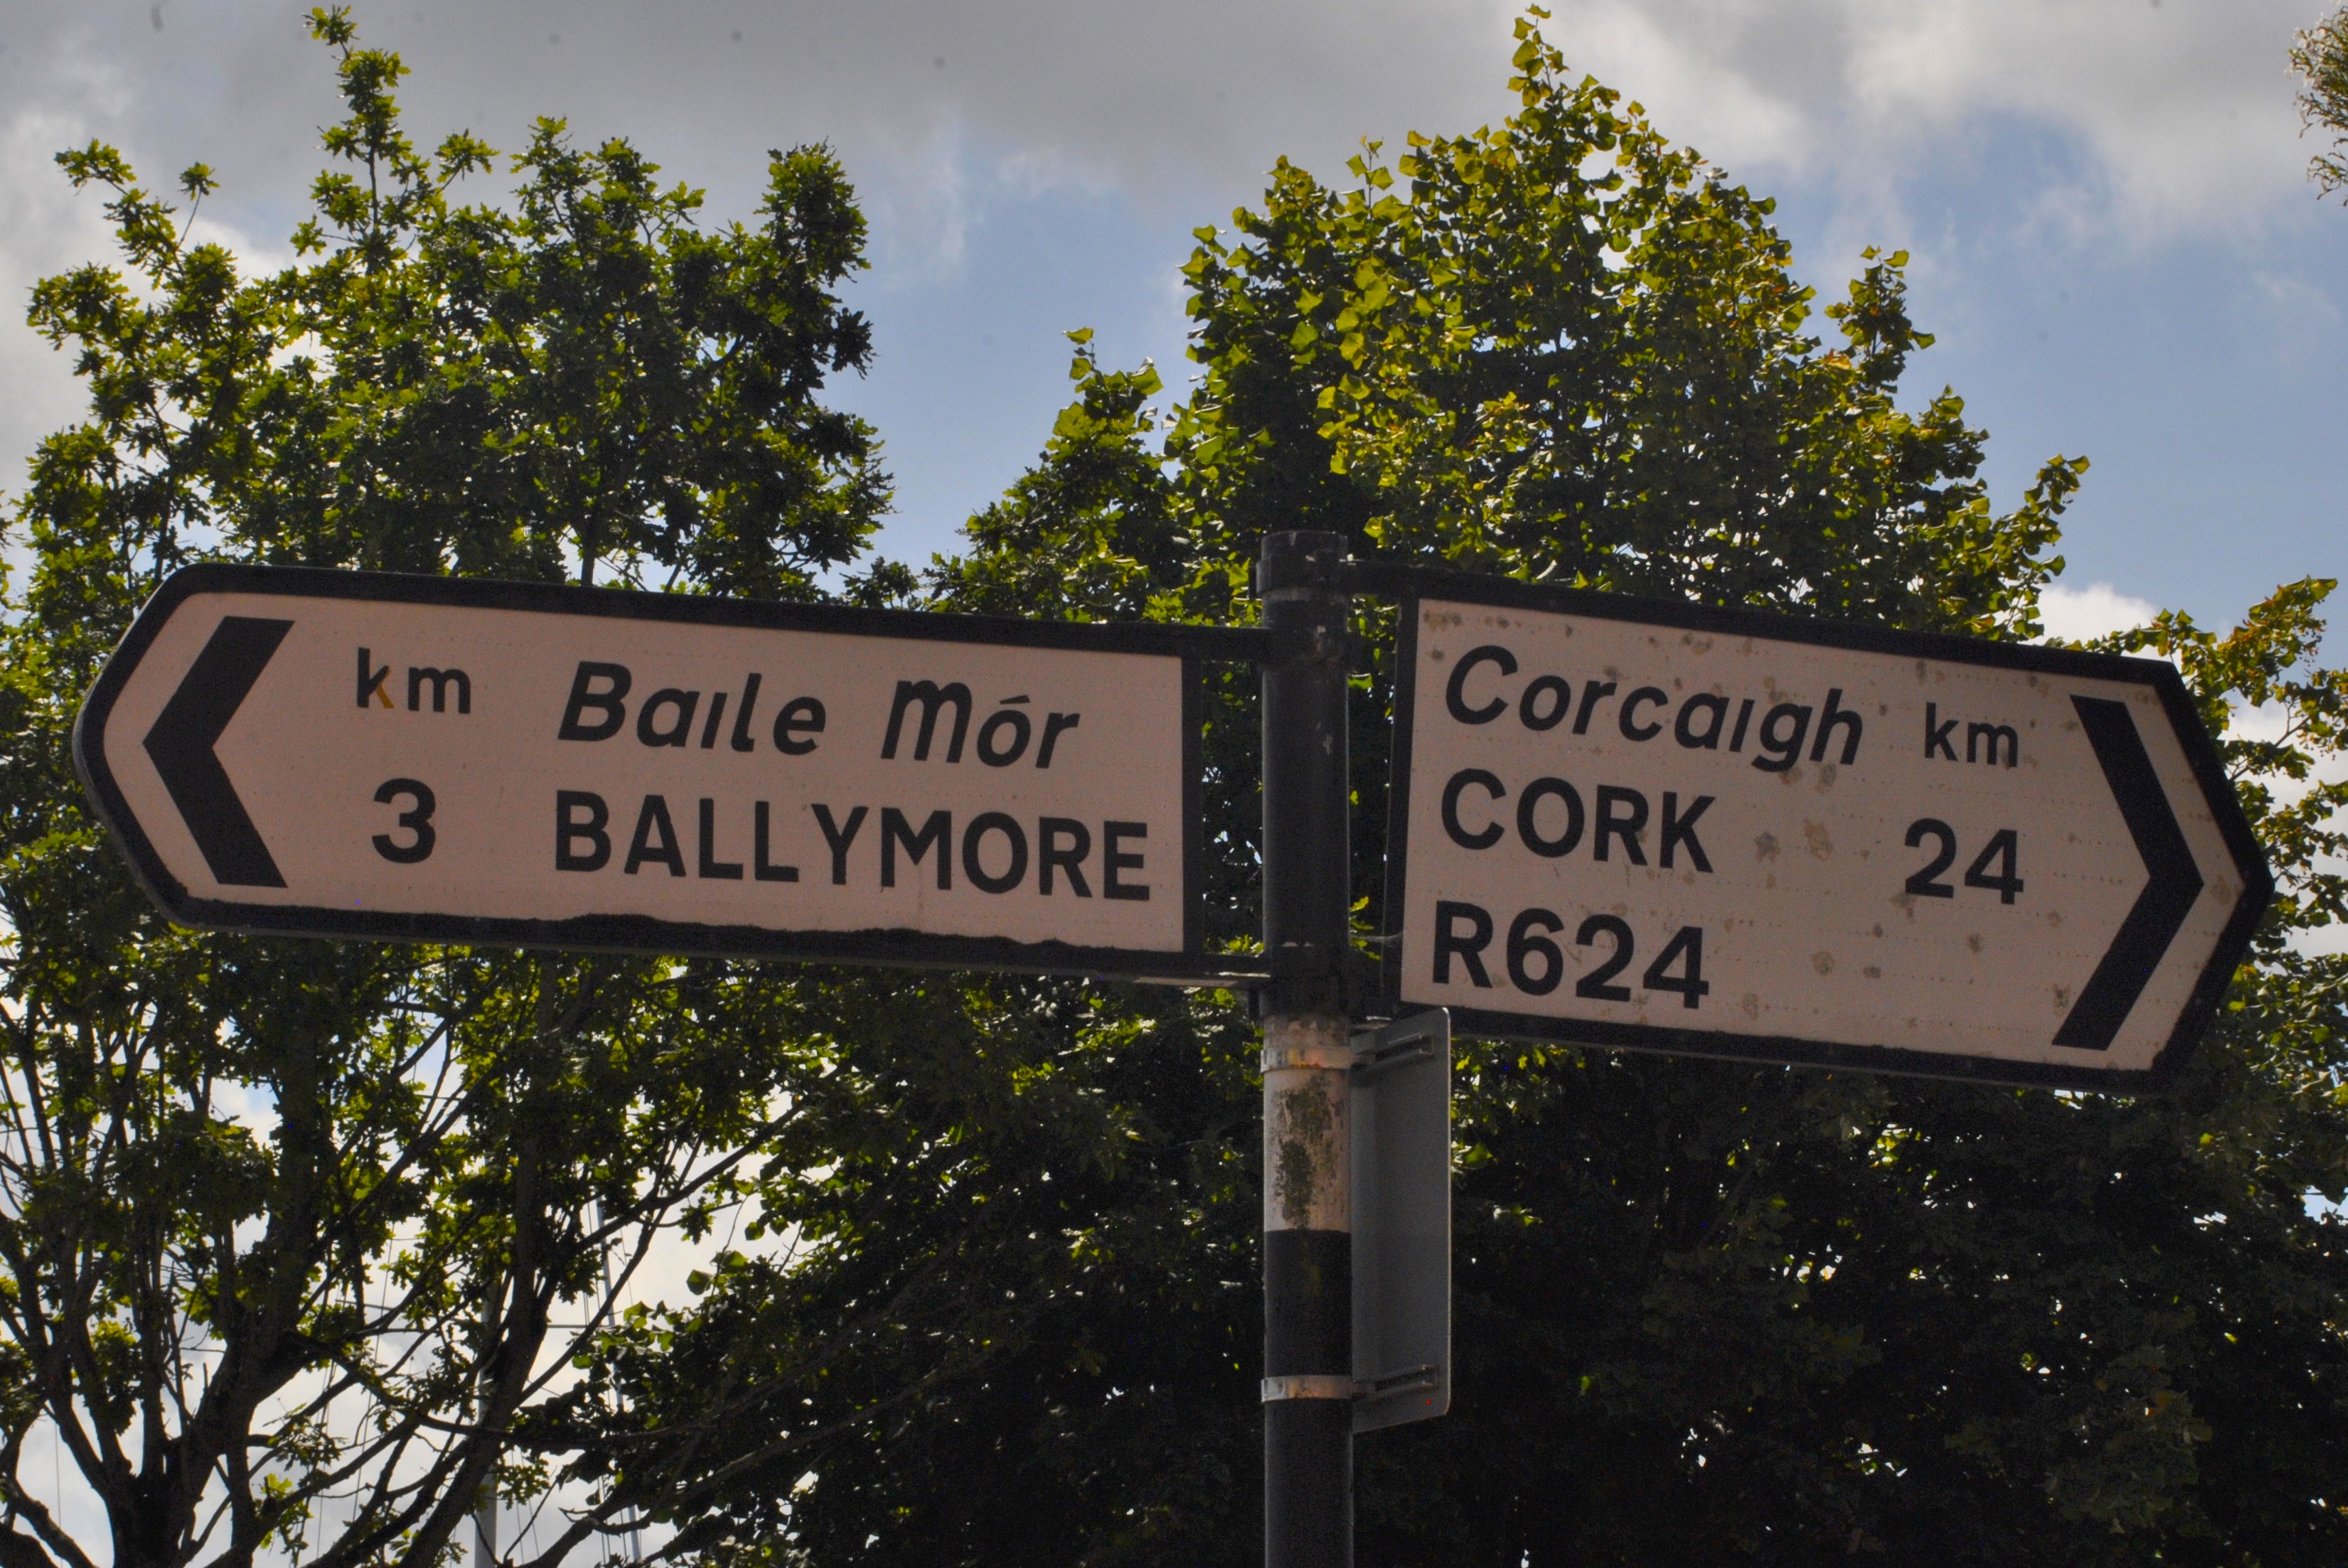 km Baile Mór
3 BALLYMORE
Corcaigh km
CORK 24
R624